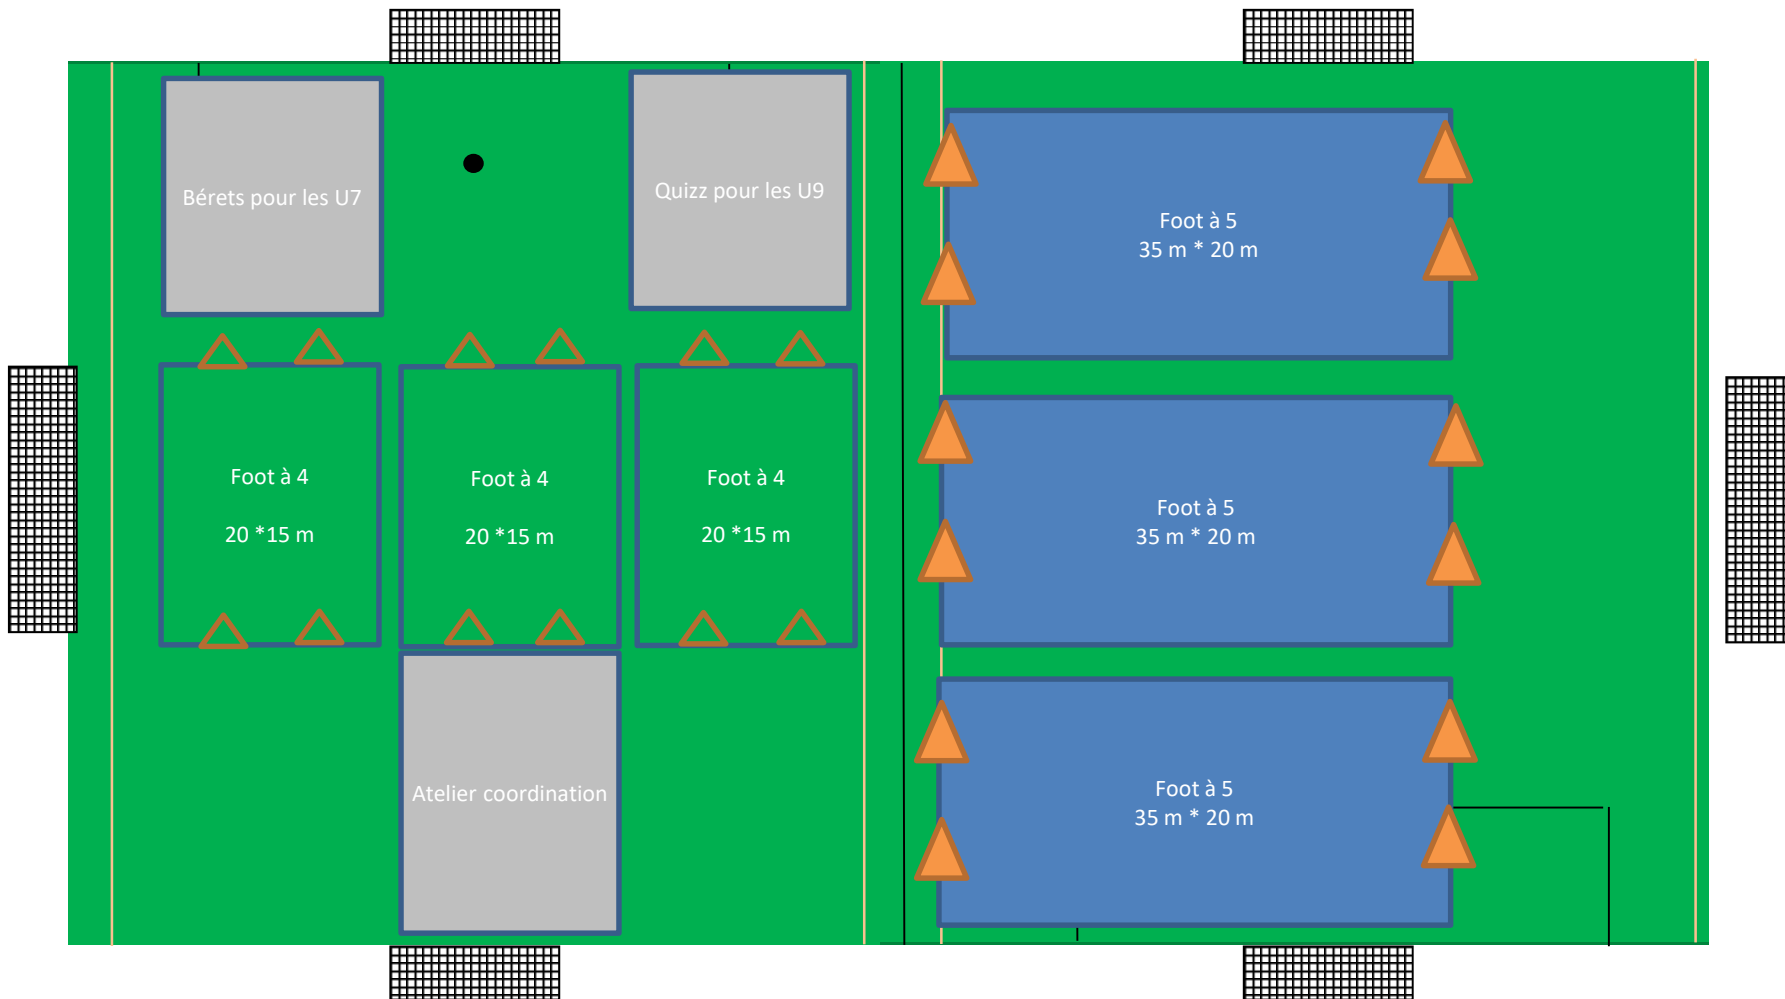 Bérets pour les U7
Quizz pour les U9
Foot à 5
35 m * 20 m
Foot à 4
20 *15 m
Foot à 4
20 *15 m
Foot à 4
20 *15 m
Foot à 5
35 m * 20 m
Atelier coordination
Foot à 5
35 m * 20 m